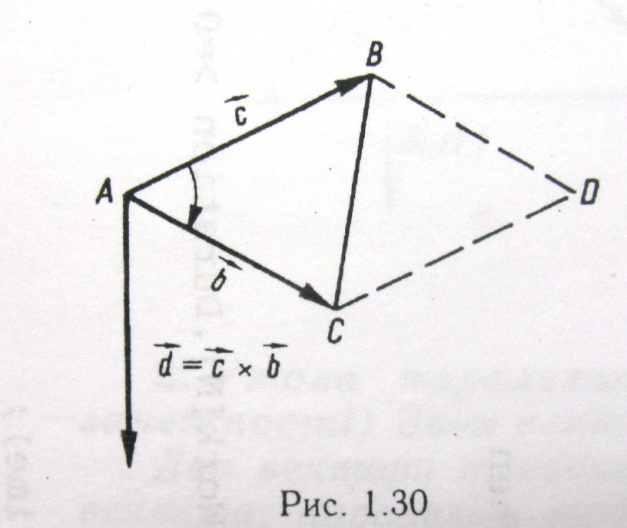 B
c⃗
A
D
b⃗
C
d⃗ = c⃗ × b⃗
Рис. 1.30